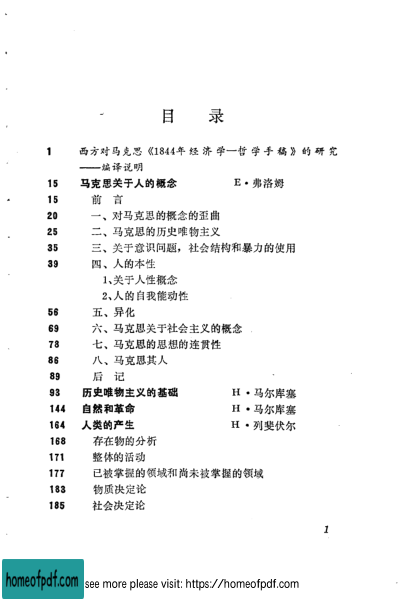 目 录
1 西方对马克思《1844年经济学—哲学手稿》的研究
——编译说明
15 马克思关于人的概念 E·弗洛姆
15 前 言
20 一、对马克思的概念的歪曲
25 二、马克思的历史唯物主义
35 三、关于意识问题，社会结构和暴力的使用
39 四、人的本性
1、关于人性概念
2、人的自我能动性
56 五、异化
69 六、马克思关于社会主义的概念
78 七、马克思的思想的连贯性
86 八、马克思其人
89 后 记
93 历史唯物主义的基础 H·马尔库塞
144 自然和革命 H·马尔库塞
164 人类的产生 H·列斐伏尔
168 存在物的分析
171 整体的活动
177 已被掌握的领域和尚未被掌握的领域
183 物质决定论
185 社会决定论
1
homeofpdf.com
see more please visit: https://homeofpdf.com